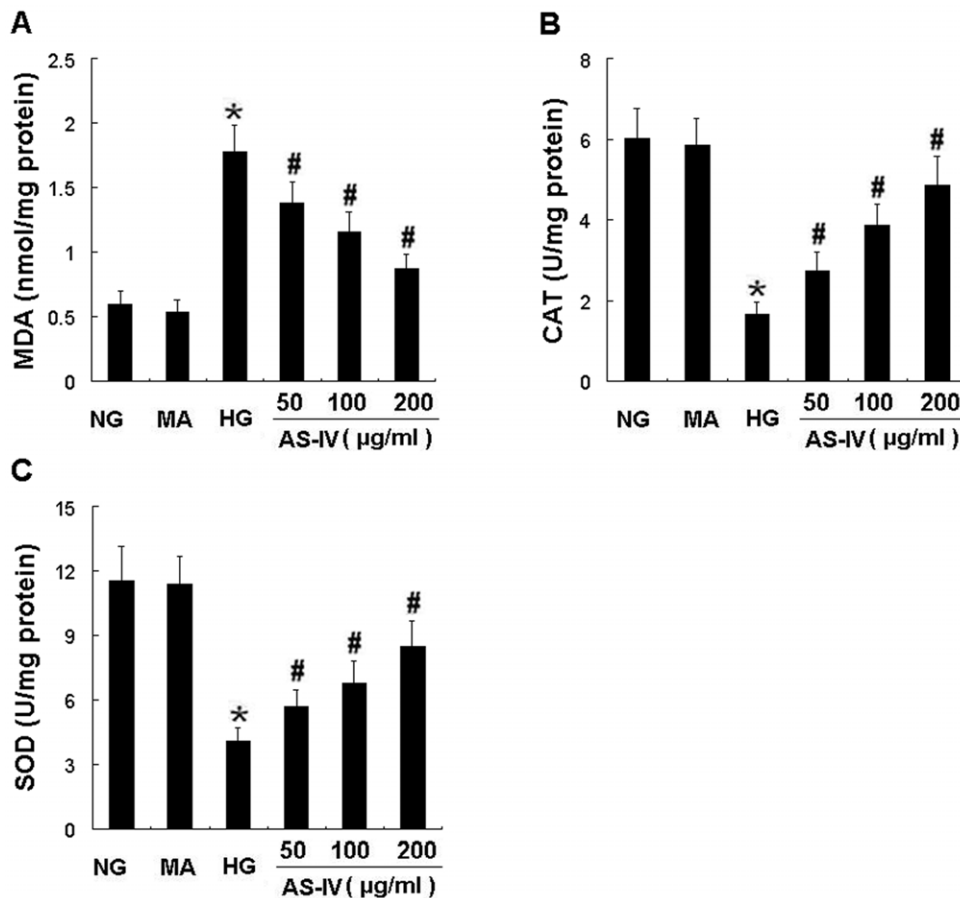 A
MDA (nmol/mg protein)
2.5
2
1.5
1
0.5
0
*
#
#
#
NG MA HG 50 100 200
AS-IV ( µg/ml )
B
CAT (U/mg protein)
8
6
4
2
0
*
#
#
#
NG MA HG 50 100 200
AS-IV ( µg/ml )
C
SOD (U/mg protein)
15
12
9
6
3
0
*
#
#
#
NG MA HG 50 100 200
AS-IV ( µg/ml )